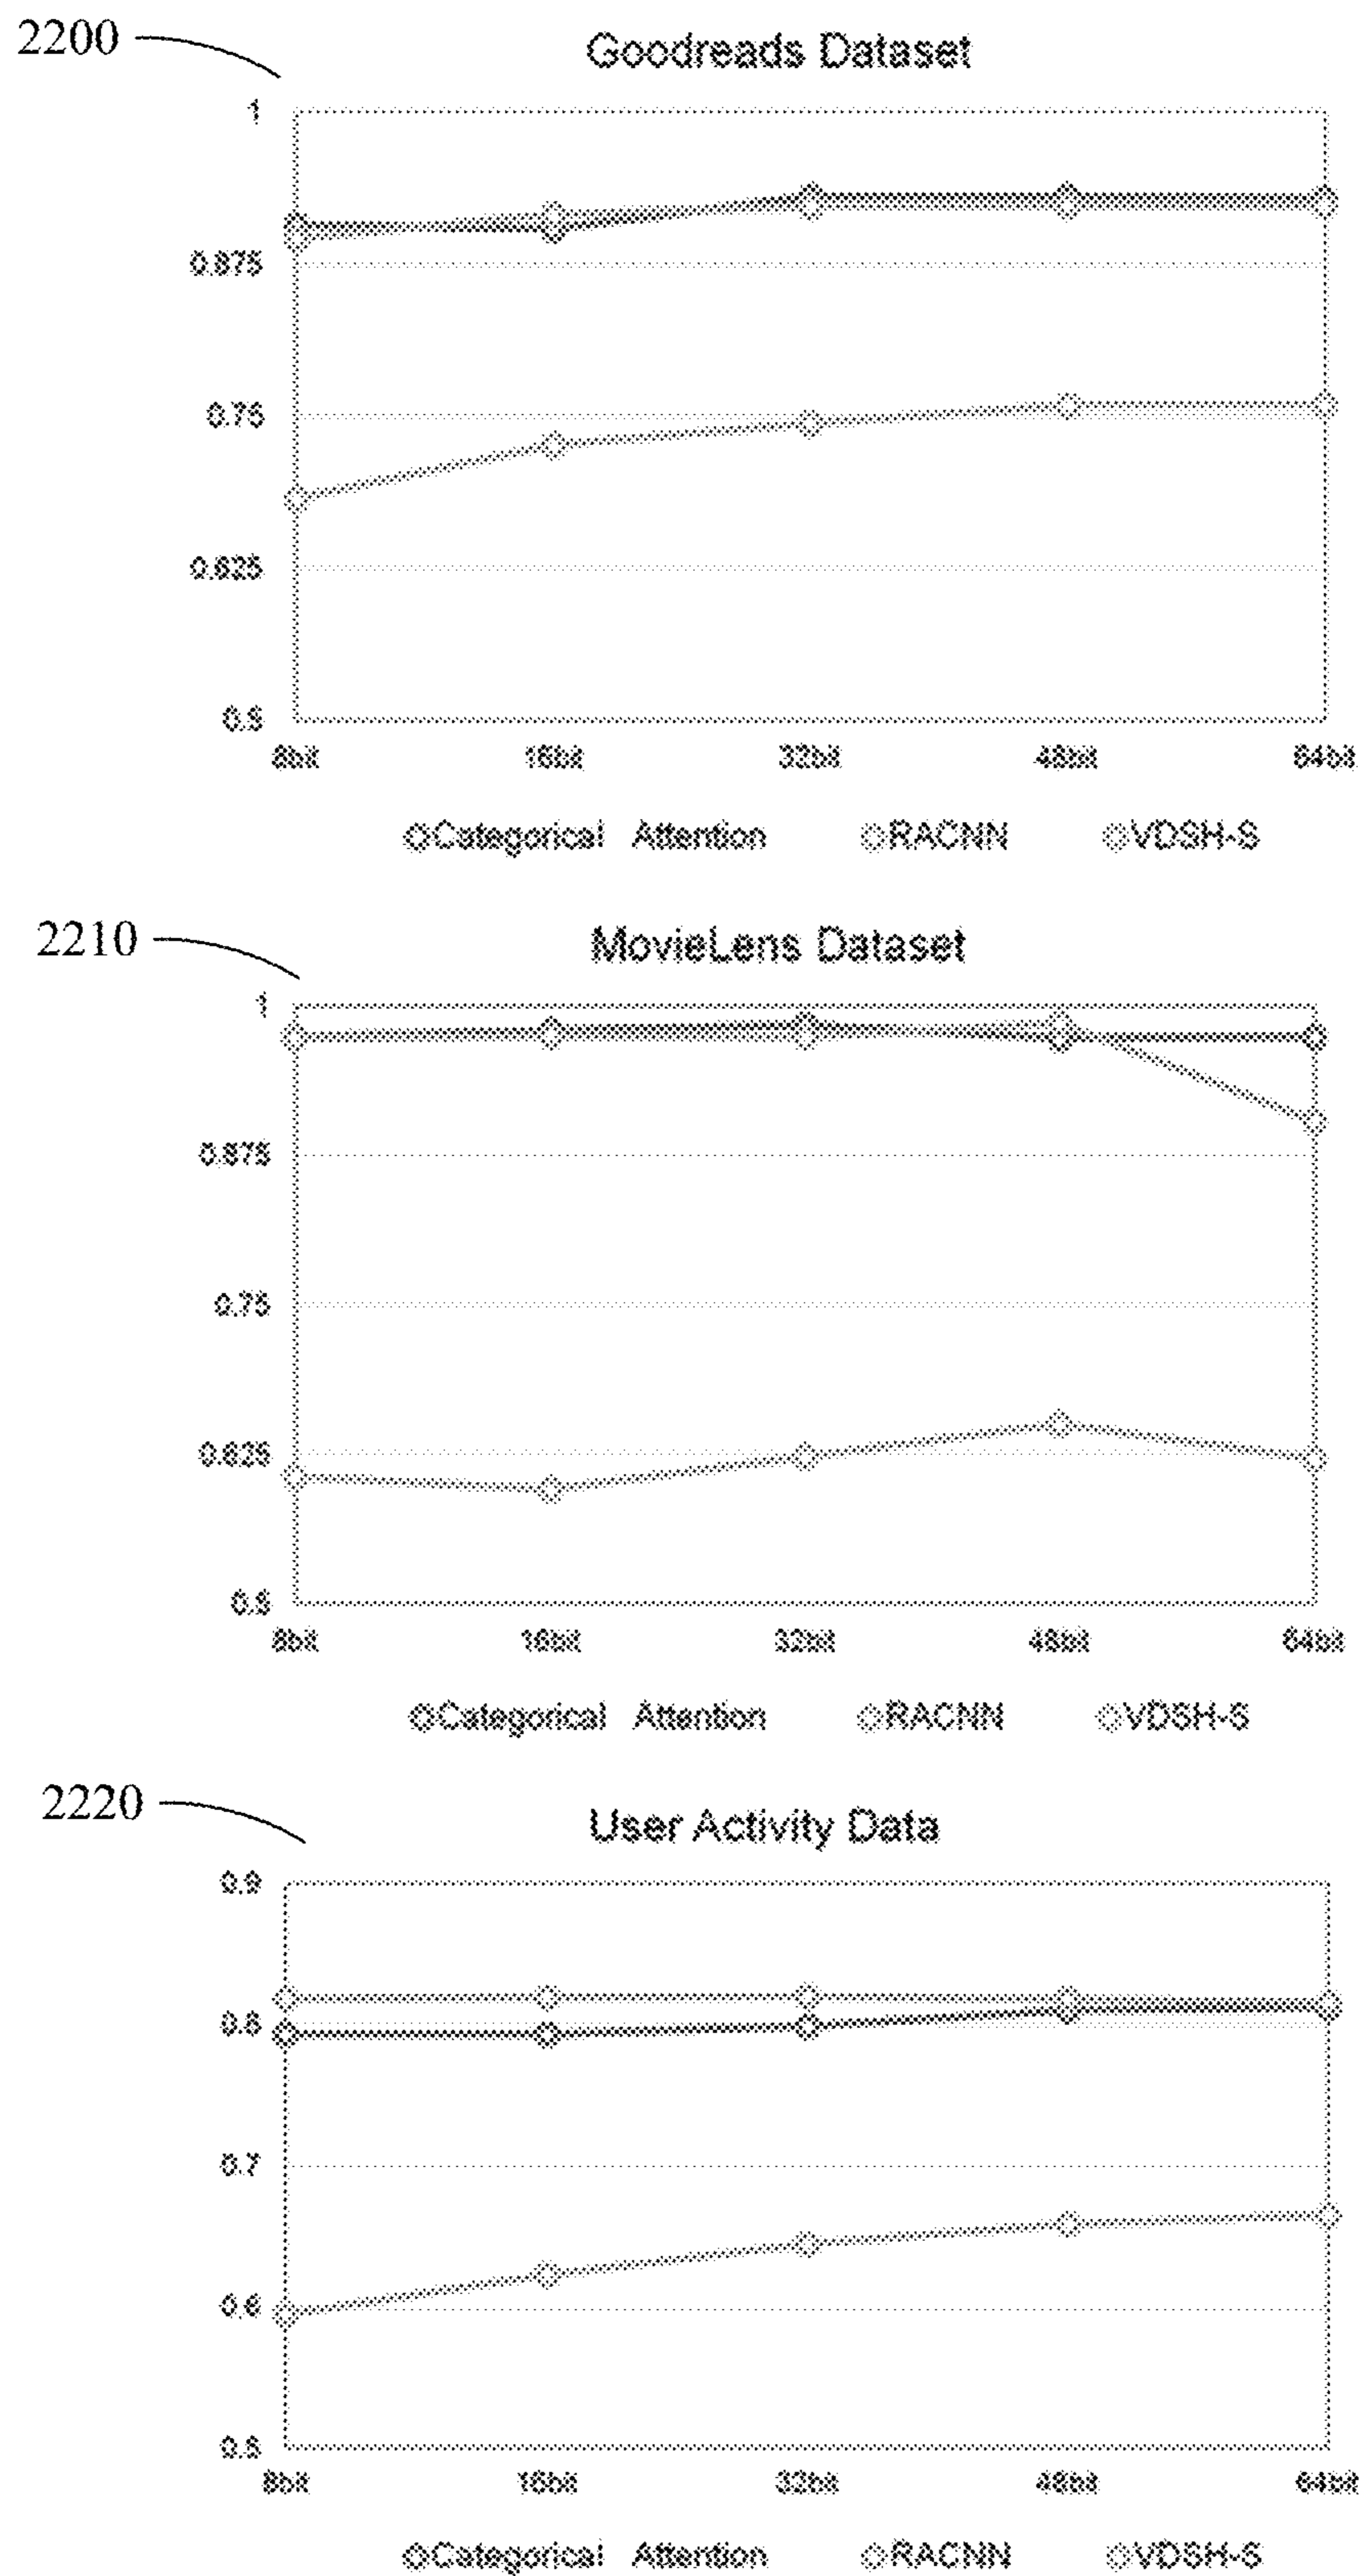 2200
Goodreads Dataset
1
0.875
0.75
0.625
0.5
8bit 16bit 32bit 48bit 64bit
Categorical Attention RACNN VDSH-S
2210
MovieLens Dataset
1
0.875
0.75
0.625
0.5
8bit 16bit 32bit 48bit 64bit
Categorical Attention RACNN VDSH-S
2220
User Activity Data
0.9
0.8
0.7
0.6
0.5
8bit 16bit 32bit 48bit 64bit
Categorical Attention RACNN VDSH-S